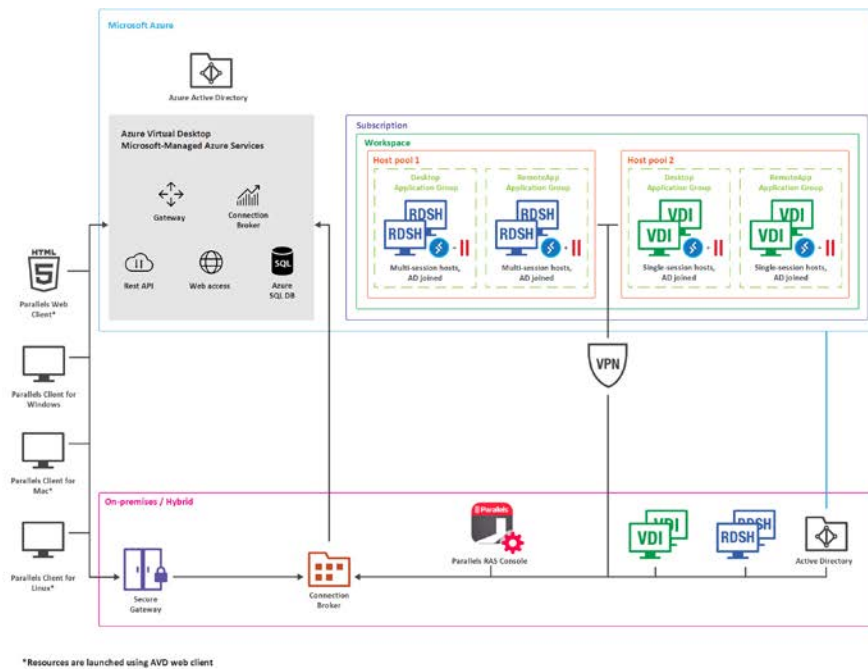 Microsoft Azure
Azure Active Directory
Azure Virtual Desktop
Microsoft-Managed Azure Services
Gateway
Connection
Broker
Rest API
Web access
SQL
Azure
SQL DB
Subscription
Workspace
Host pool 1
Desktop
Application Group
RDSH
RDSH
Multi-session hosts,
AD joined
RemoteApp
Application Group
RDSH
RDSH
Multi-session hosts,
AD joined
Host pool 2
Desktop
Application Group
VDI
VDI
Single-session hosts,
AD joined
RemoteApp
Application Group
VDI
VDI
Single-session hosts,
AD joined
HTML
5
Parallels Web
Client*
Parallels Client for
Windows
Parallels Client for
Mac*
Parallels Client for
Linux*
VPN
On-premises / Hybrid
Secure
Gateway
Connection
Broker
Parallels
Parallels RAS Console
VDI
VDI
RDSH
RDSH
Active Directory
*Resources are launched using AVD web client